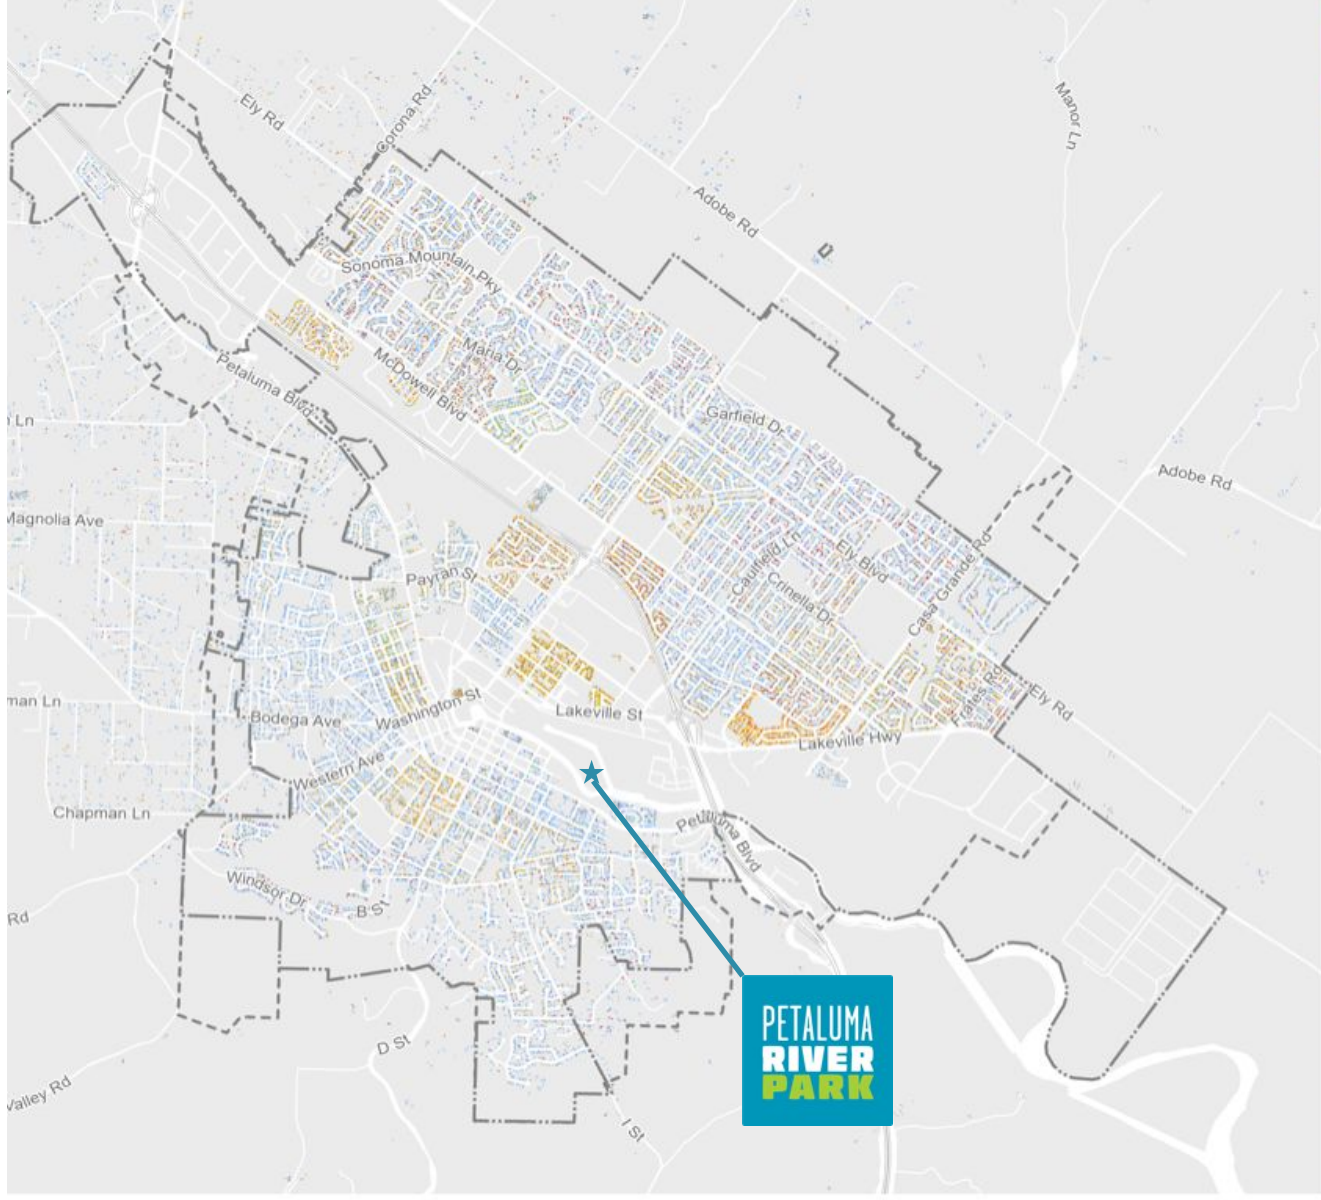 Ely Rd
Corona Rd
Manor Ln
Adobe Rd
Sonoma Mountain Pky
Maria Dr
McDowell Blvd
Petaluma Blvd
Garfield Dr
Ln
Adobe Rd
Magnolia Ave
Ely Blvd
Caulfield Ln
Crinella Dr
Casa Grande Rd
Payran St
Frates Rd
Ely Rd
man Ln
Bodega Ave
Washington St
Lakeville St
Lakeville Hwy
Western Ave
Chapman Ln
Petaluma Blvd
Windsor Dr
B St
Rd
D St
Valley Rd
I St
PETALUMA
RIVER
PARK